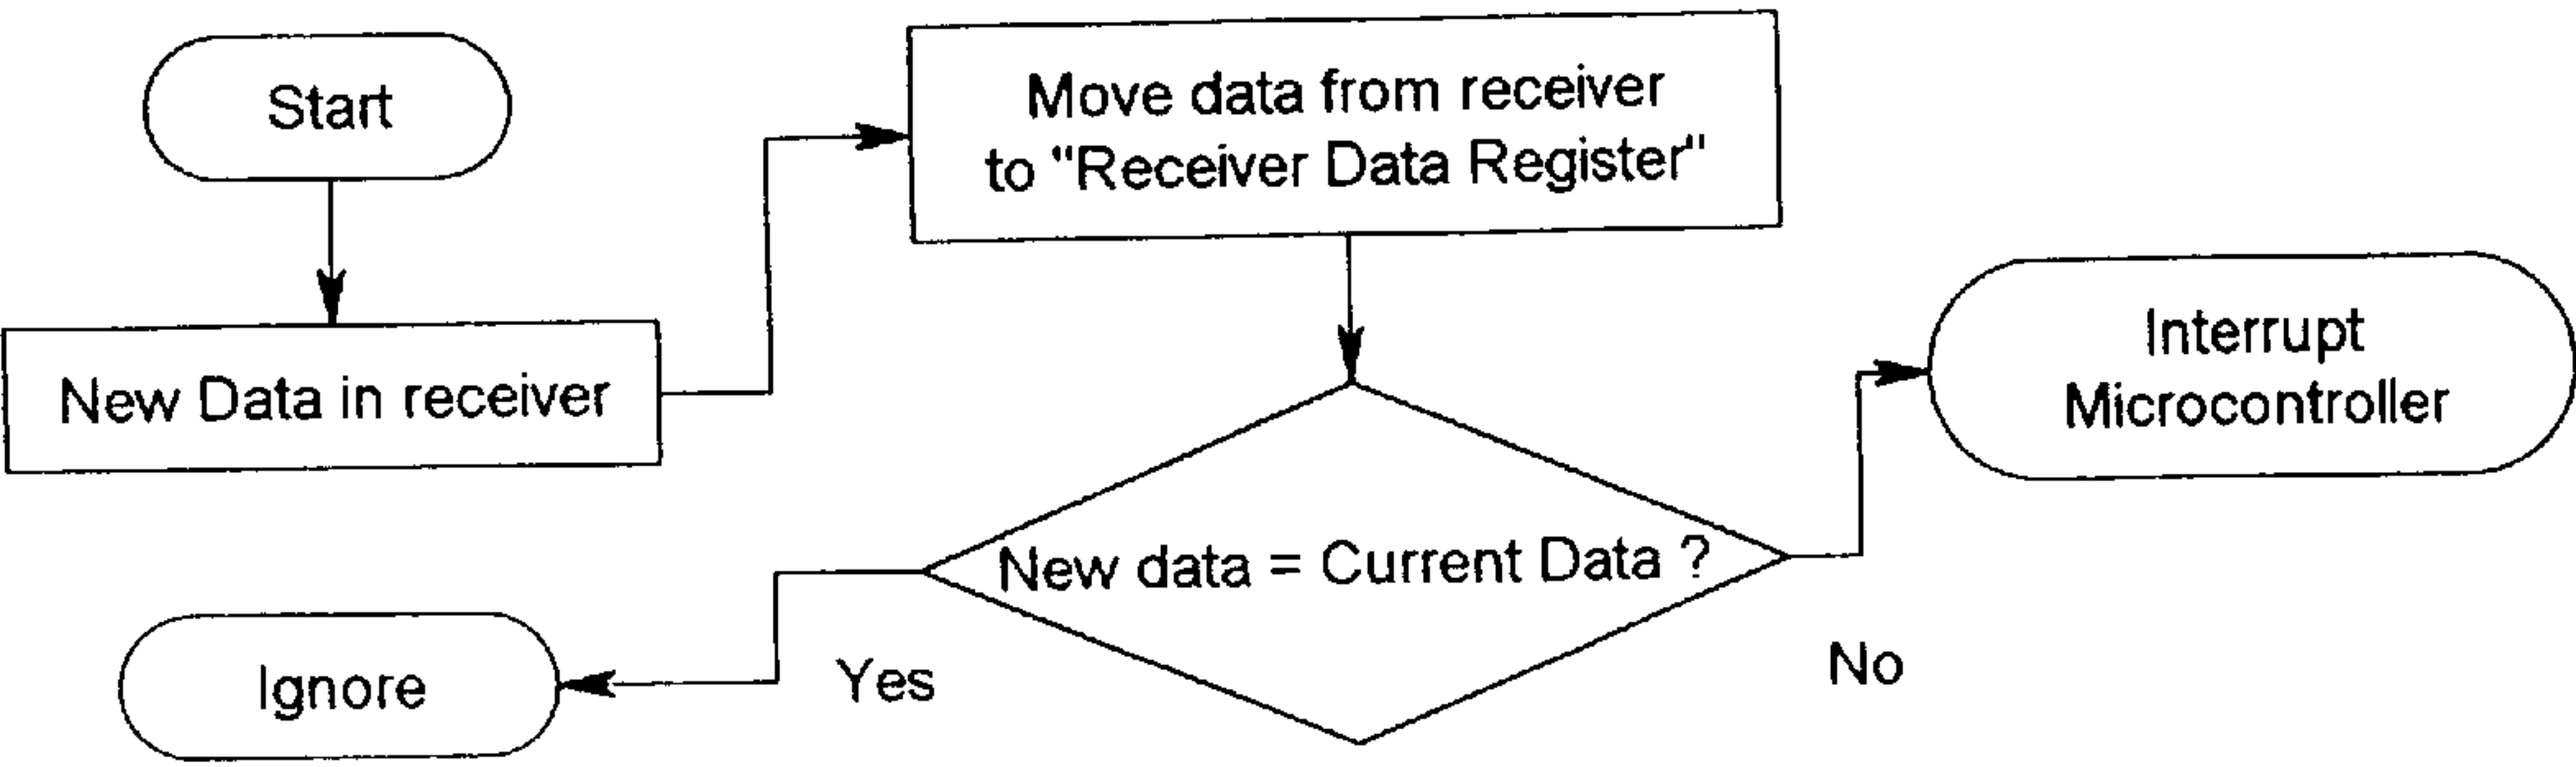 Start
New Data in receiver
Move data from receiver
to "Receiver Data Register"
New data = Current Data ?
Yes
Ignore
No
Interrupt
Microcontroller